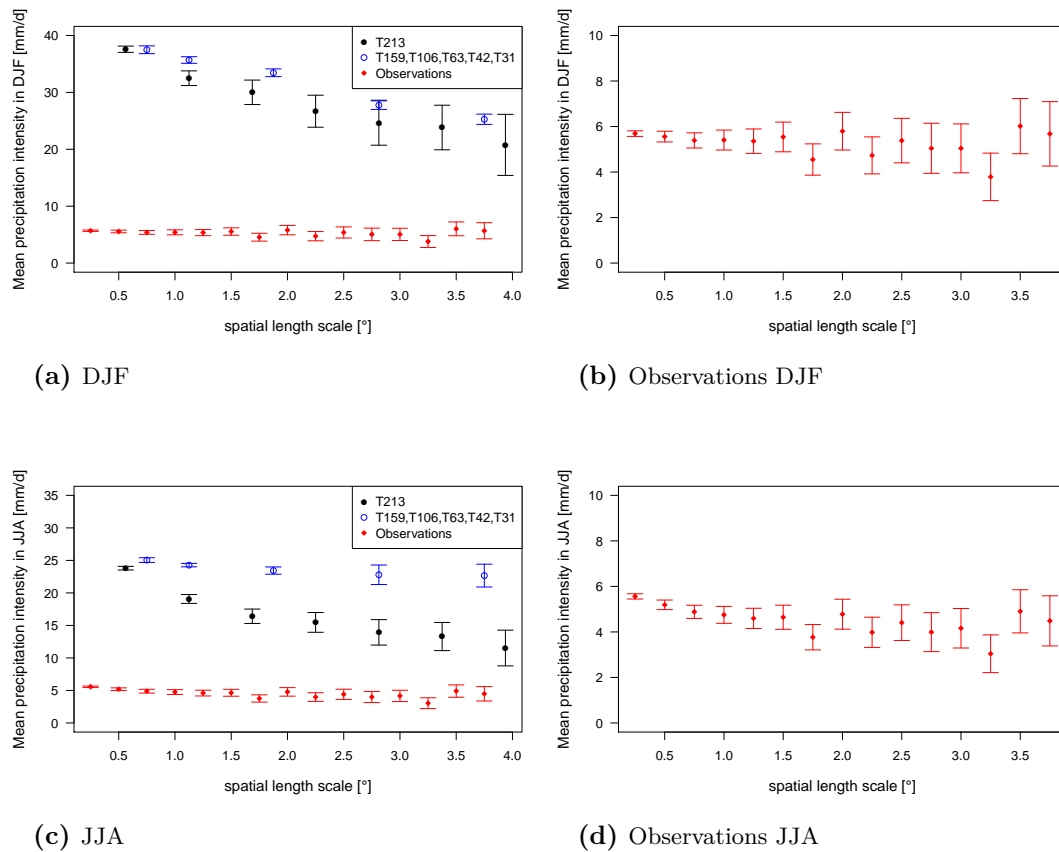 Mean precipitation intensity in DJF [mm/d]
40
30
20
10
0
T213
T159,T106,T63,T42,T31
Observations
0.5 1.0 1.5 2.0 2.5 3.0 3.5 4.0
spatial length scale [°]
(a) DJF
Mean precipitation intensity in DJF [mm/d]
10
8
6
4
2
0
0.5 1.0 1.5 2.0 2.5 3.0 3.5
spatial length scale [°]
(b) Observations DJF
Mean precipitation intensity in JJA [mm/d]
35
30
25
20
15
10
5
0
T213
T159,T106,T63,T42,T31
Observations
0.5 1.0 1.5 2.0 2.5 3.0 3.5 4.0
spatial length scale [°]
(c) JJA
Mean precipitation intensity in JJA [mm/d]
10
8
6
4
2
0
0.5 1.0 1.5 2.0 2.5 3.0 3.5
spatial length scale [°]
(d) Observations JJA